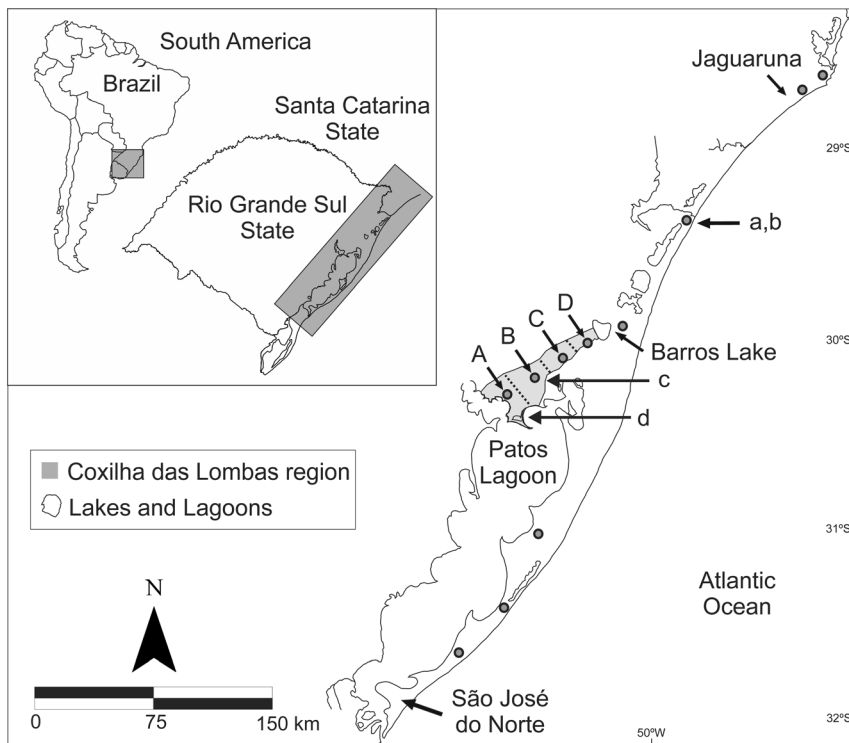 South America
Brazil
Santa Catarina
State
Rio Grande Sul
State
Jaguaruna
29ºS
a,b
D
C
B
A
30ºS
Barros Lake
c
d
Patos
Lagoon
Coxilha das Lombas region
Lakes and Lagoons
31ºS
Atlantic
Ocean
N
São José
do Norte
0
75
150 km
50ºW
32ºS